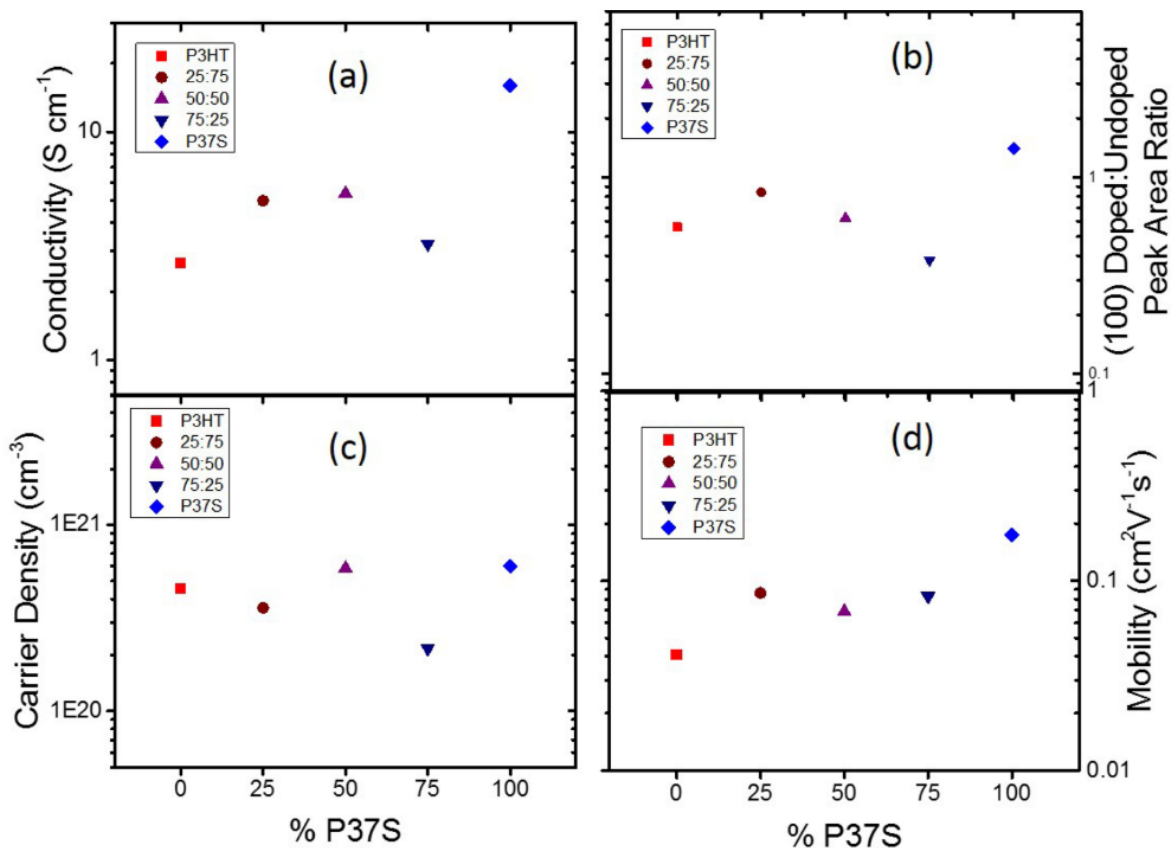 Conductivity (S cm⁻¹)
P3HT
25:75
50:50
75:25
P37S
(a)
10
1
P3HT
25:75
50:50
75:25
P37S
(b)
1
0.1
(100) Doped:Undoped
Peak Area Ratio
Carrier Density (cm⁻³)
P3HT
25:75
50:50
75:25
P37S
(c)
1E21
1E20
0 25 50 75 100
% P37S
P3HT
25:75
50:50
75:25
P37S
(d)
1
0.1
0.01
Mobility (cm²V⁻¹s⁻¹)
0 25 50 75 100
% P37S